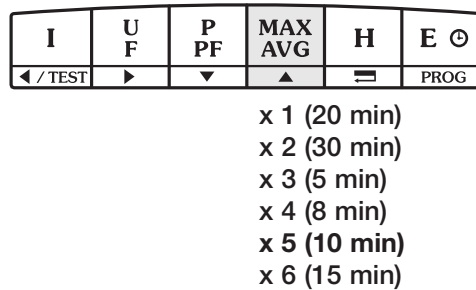 I U F P PF MAX AVG H E
◀ / TEST ▶ ▼ ▲ PROG
x 1 (20 min)
x 2 (30 min)
x 3 (5 min)
x 4 (8 min)
x 5 (10 min)
x 6 (15 min)